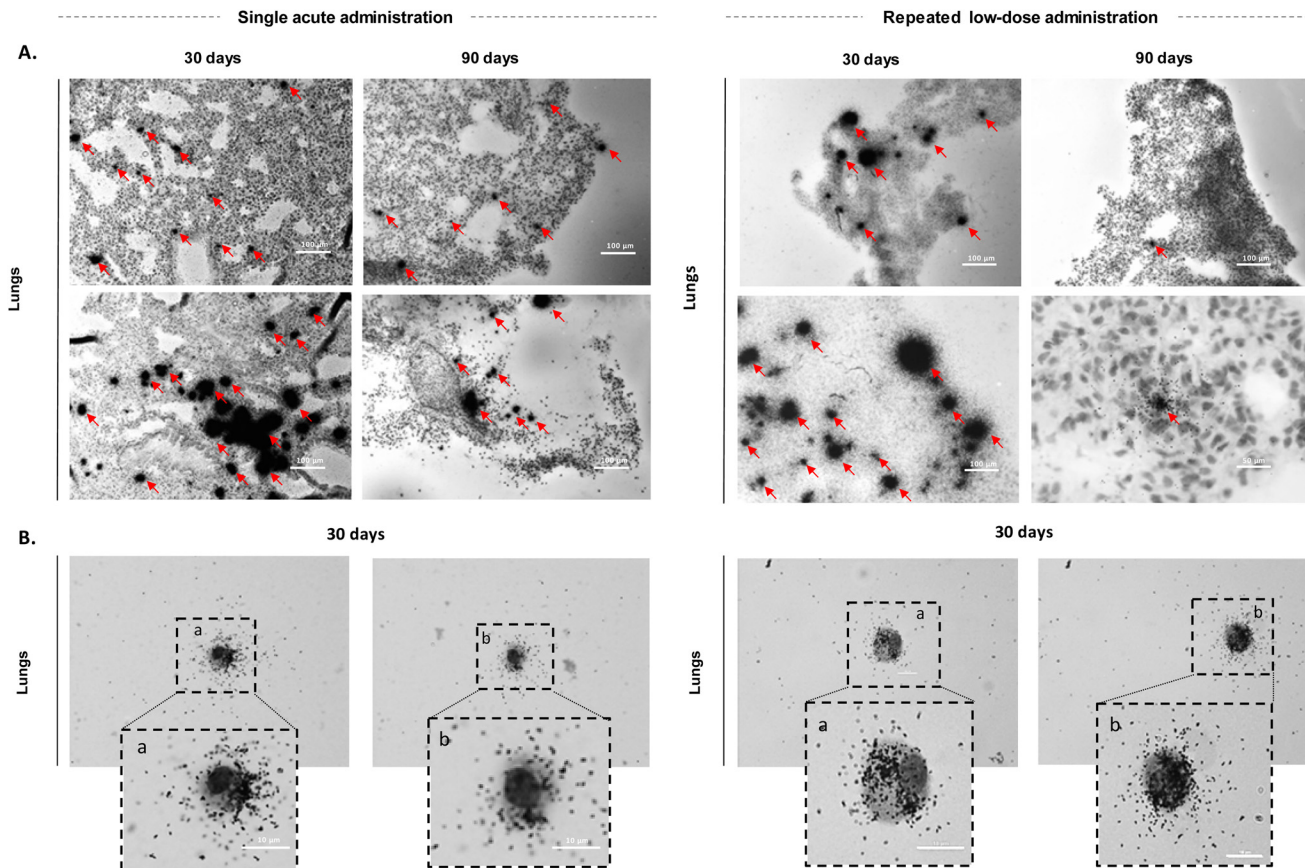 Single acute administration
Repeated low-dose administration
A.
30 days
90 days
30 days
90 days
Lungs
100 µm
100 µm
100 µm
100 µm
Lungs
100 µm
100 µm
100 µm
50 µm
B.
30 days
30 days
Lungs
a
b
Lungs
a
b
a
10 µm
b
10 µm
a
b